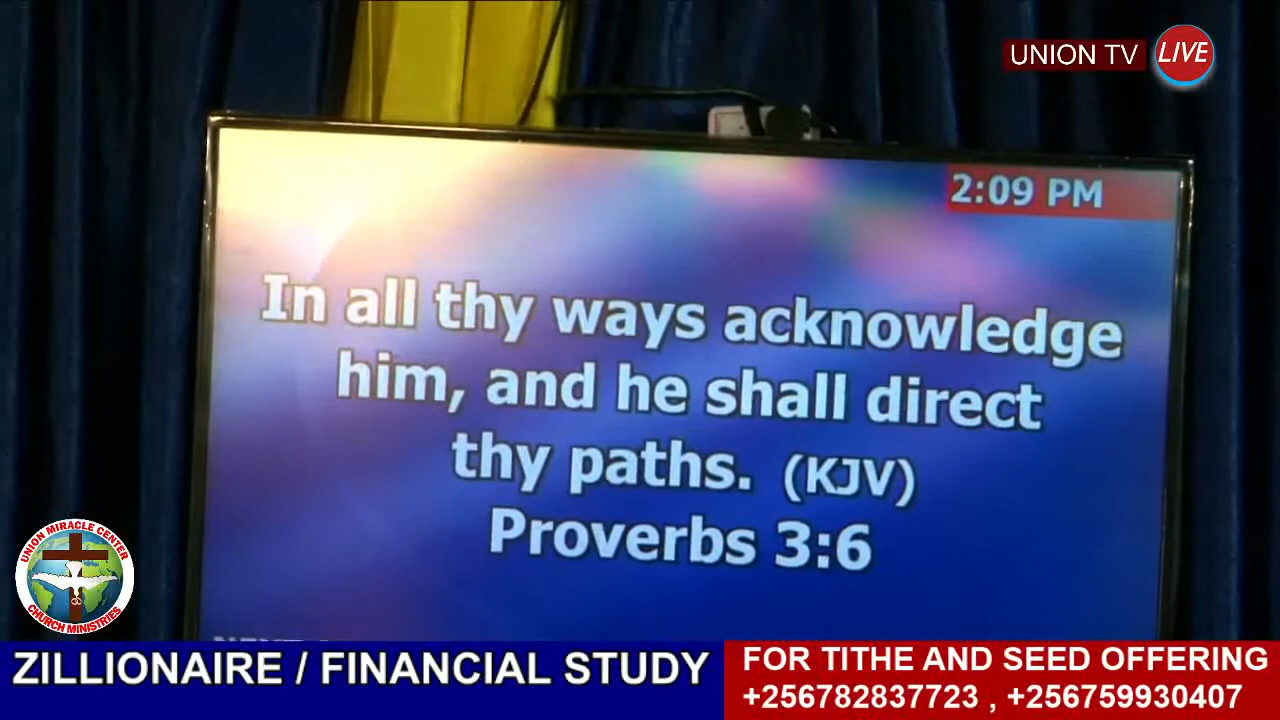 UNION TV LIVE
2:09 PM
In all thy ways acknowledge
him, and he shall direct
thy paths. (KJV)
Proverbs 3:6
UNION MIRACLE CENTER
CHURCH MINISTRIES
ZILLIONAIRE / FINANCIAL STUDY
FOR TITHE AND SEED OFFERING
+256782837723 , +256759930407